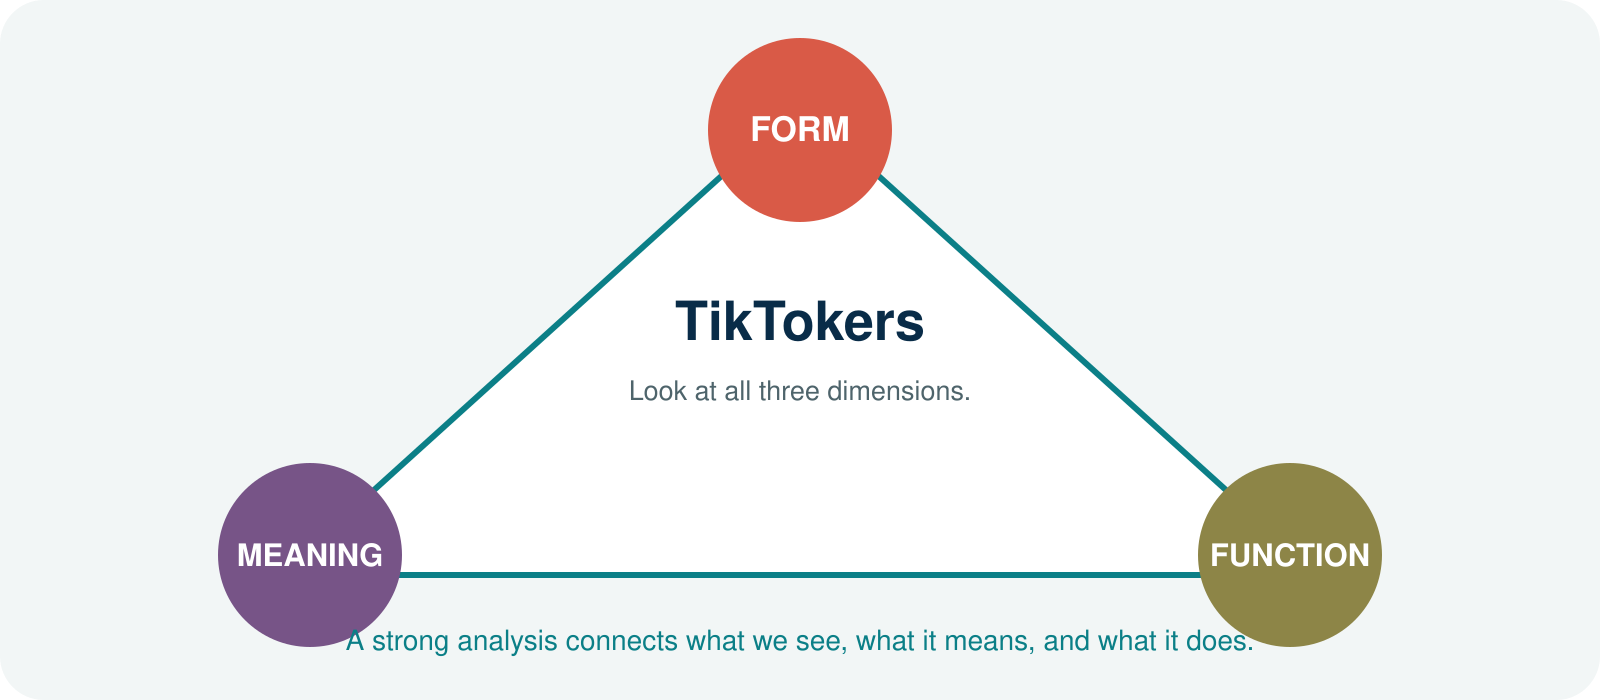 FORM
TikTokers
Look at all three dimensions.
MEANING
FUNCTION
A strong analysis connects what we see, what it means, and what it does.